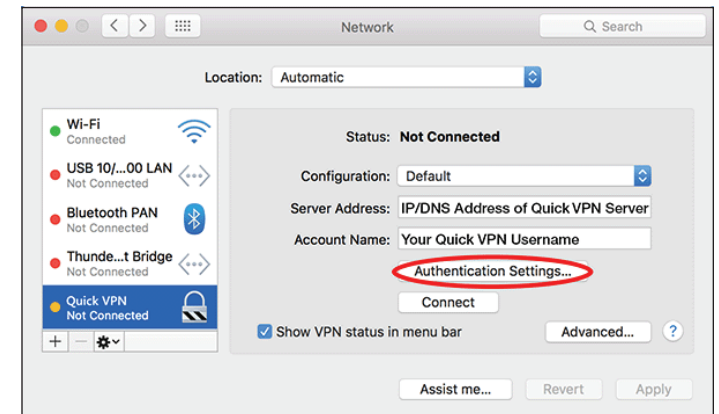 Network
Search
Location: Automatic
Wi-Fi
Connected
USB 10/...00 LAN
Not Connected
Bluetooth PAN
Not Connected
Thunde...t Bridge
Not Connected
Quick VPN
Not Connected
Status: Not Connected
Configuration: Default
Server Address: IP/DNS Address of Quick VPN Server
Account Name: Your Quick VPN Username
Authentication Settings...
Connect
Show VPN status in menu bar
Advanced... ?
Assist me... Revert Apply